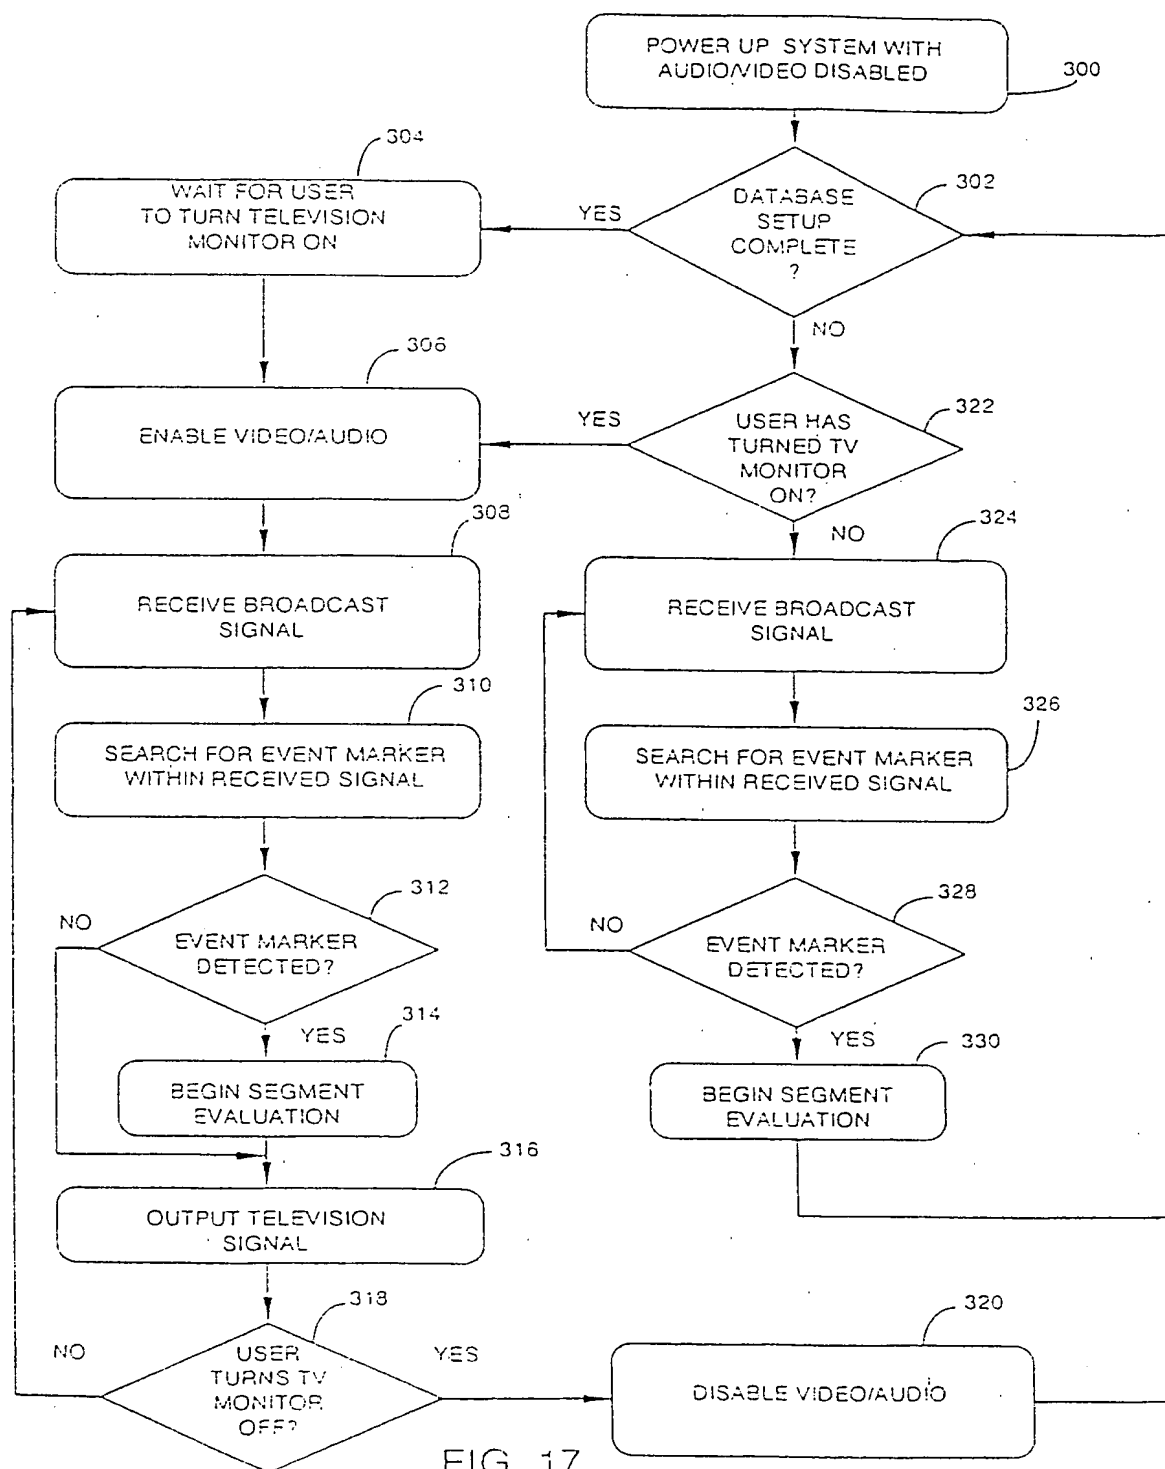 POWER UP SYSTEM WITH
AUDIO/VIDEO DISABLED
300
304
WAIT FOR USER
TO TURN TELEVISION
MONITOR ON
YES
DATABASE
SETUP
COMPLETE
?
302
NO
306
ENABLE VIDEO/AUDIO
YES
USER HAS
TURNED TV
MONITOR
ON?
322
NO
308
RECEIVE BROADCAST
SIGNAL
324
RECEIVE BROADCAST
SIGNAL
310
SEARCH FOR EVENT MARKER
WITHIN RECEIVED SIGNAL
326
SEARCH FOR EVENT MARKER
WITHIN RECEIVED SIGNAL
312
NO
EVENT MARKER
DETECTED?
YES
328
NO
EVENT MARKER
DETECTED?
YES
314
BEGIN SEGMENT
EVALUATION
330
BEGIN SEGMENT
EVALUATION
316
OUTPUT TELEVISION
SIGNAL
318
NO
USER
TURNS TV
MONITOR
OFF?
YES
320
DISABLE VIDEO/AUDIO
FIG. 17